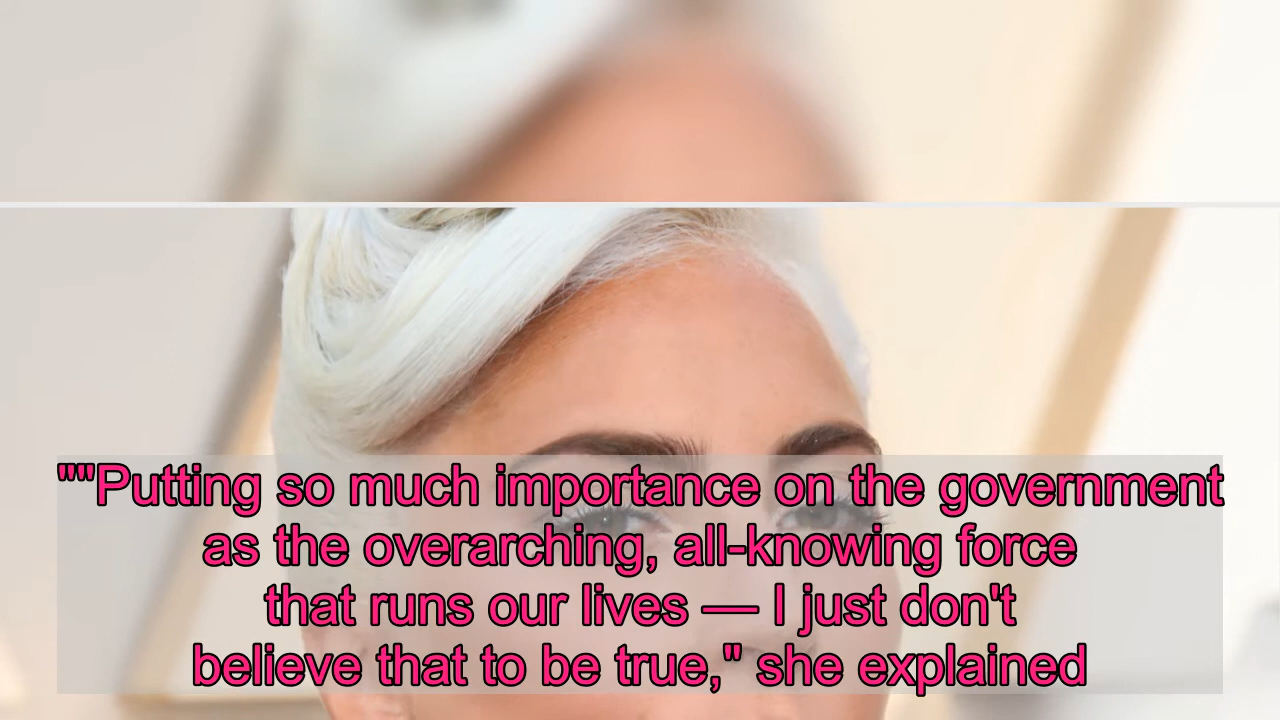 ""Putting so much importance on the government
as the overarching, all-knowing force
that runs our lives — I just don't
believe that to be true," she explained